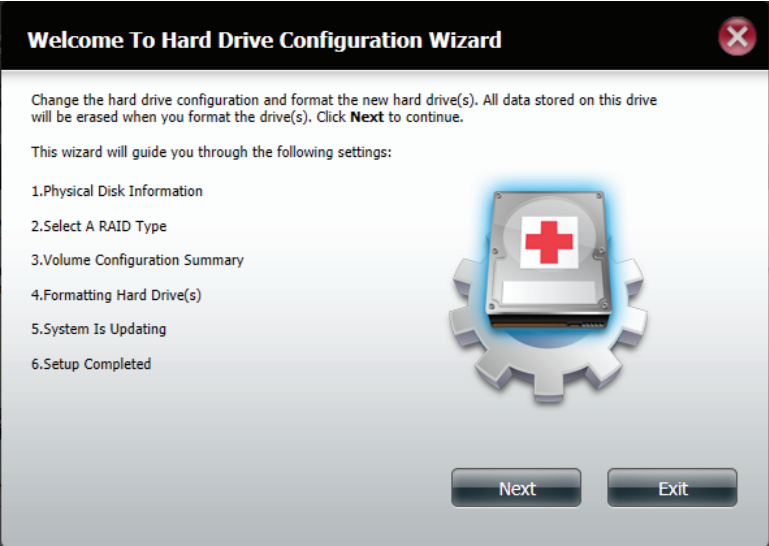 Welcome To Hard Drive Configuration Wizard
Change the hard drive configuration and format the new hard drive(s). All data stored on this drive
will be erased when you format the drive(s). Click Next to continue.
This wizard will guide you through the following settings:
1.Physical Disk Information
2.Select A RAID Type
3.Volume Configuration Summary
4.Formatting Hard Drive(s)
5.System Is Updating
6.Setup Completed
Next
Exit